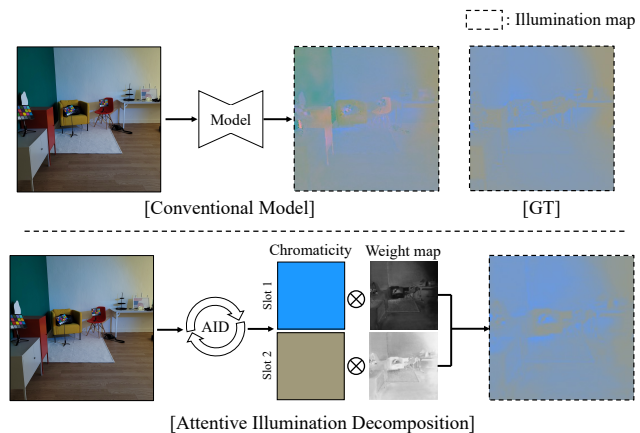 : Illumination map
Model
[Conventional Model]
[GT]
Chromaticity
Weight map
Slot 1
AID
Slot 2
[Attentive Illumination Decomposition]